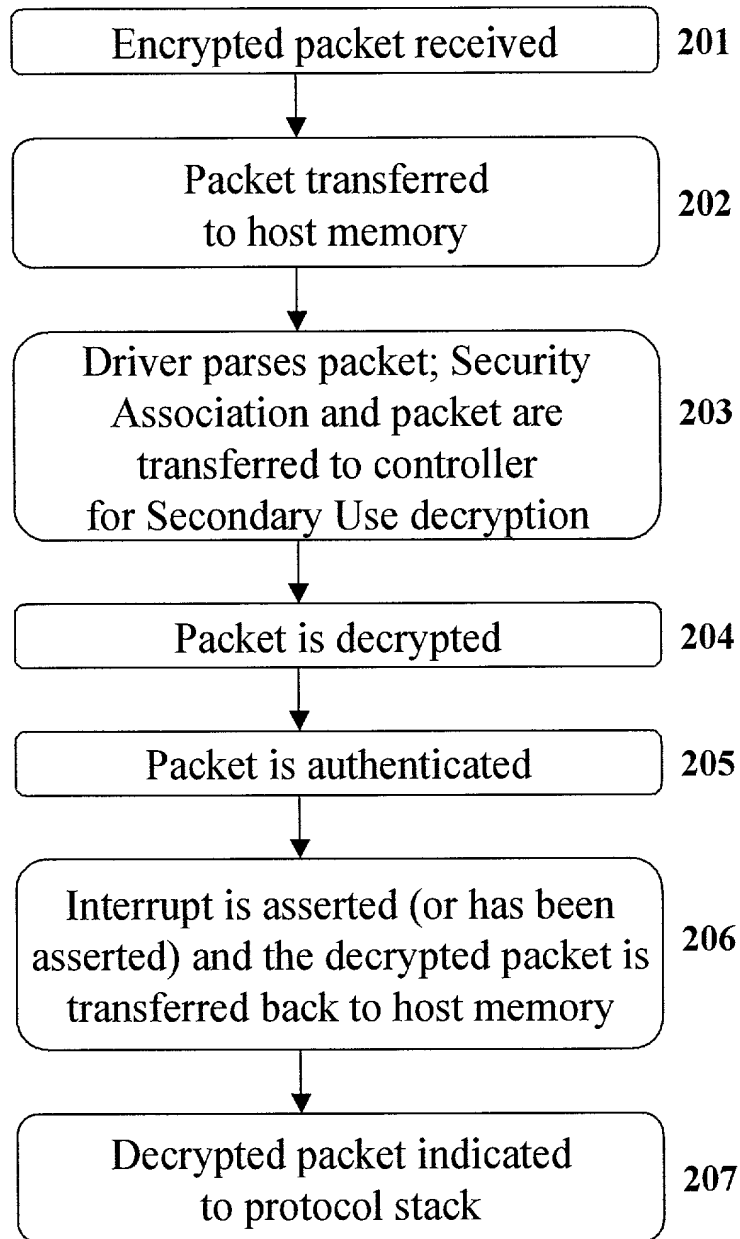 Encrypted packet received
201
Packet transferred
to host memory
202
Driver parses packet; Security
Association and packet are
transferred to controller
for Secondary Use decryption
203
Packet is decrypted
204
Packet is authenticated
205
Interrupt is asserted (or has been
asserted) and the decrypted packet is
transferred back to host memory
206
Decrypted packet indicated
to protocol stack
207